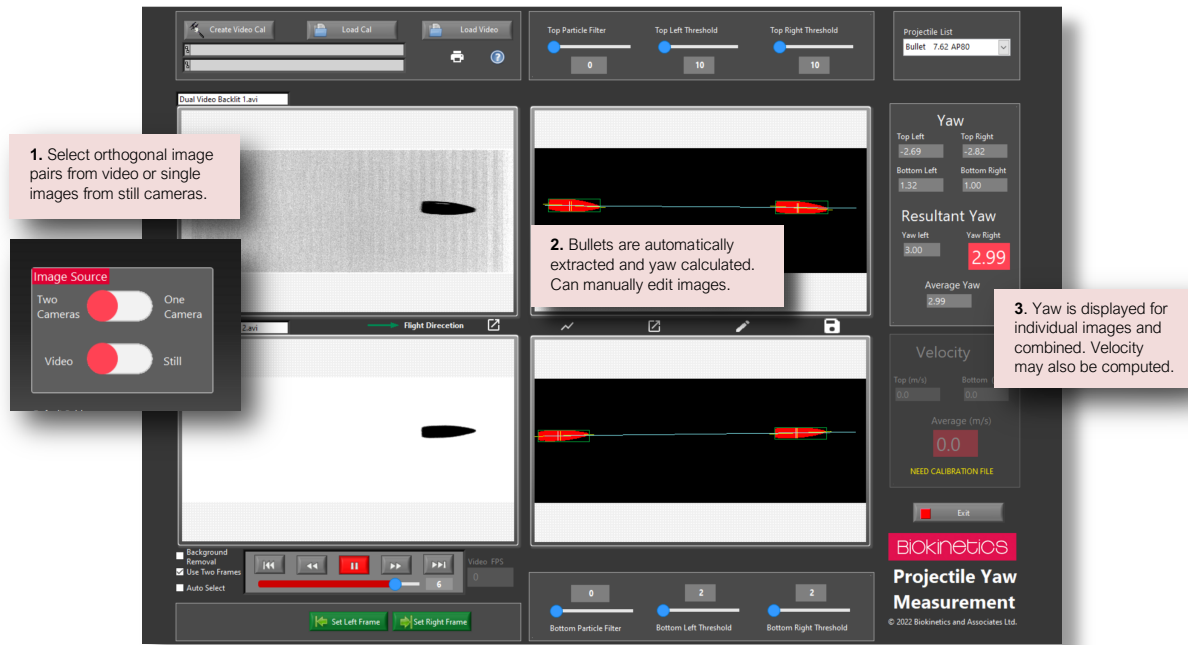 Create Video Cal
Load Cal
Load Video
Top Particle Filter
0
Top Left Threshold
10
Top Right Threshold
10
Projectile List
Bullet 7.62 AP80
Dual Video Backlit 1.avi
1. Select orthogonal image
pairs from video or single
images from still cameras.
Image Source
Two
Cameras
One
Camera
Video
Still
2. Bullets are automatically
extracted and yaw calculated.
Can manually edit images.
Yaw
Top Left
Top Right
-2.69
-2.82
Bottom Left
Bottom Right
1.32
1.00
Resultant Yaw
Yaw left
Yaw Right
3.00
2.99
Average Yaw
2.99
3. Yaw is displayed for
individual images and
combined. Velocity
may also be computed.
2.avi
Flight Direcetion
Velocity
Top (m/s)
Bottom
0.0
0.0
Average (m/s)
0.0
NEED CALIBRATION FILE
Exit
Background
Removal
Use Two Frames
Auto Select
6
Video FPS
0
Set Left Frame
Set Right Frame
0
Bottom Particle Filter
2
Bottom Left Threshold
2
Bottom Right Threshold
BIOKINETICS
Projectile Yaw
Measurement
© 2022 Biokinetics and Associates Ltd.